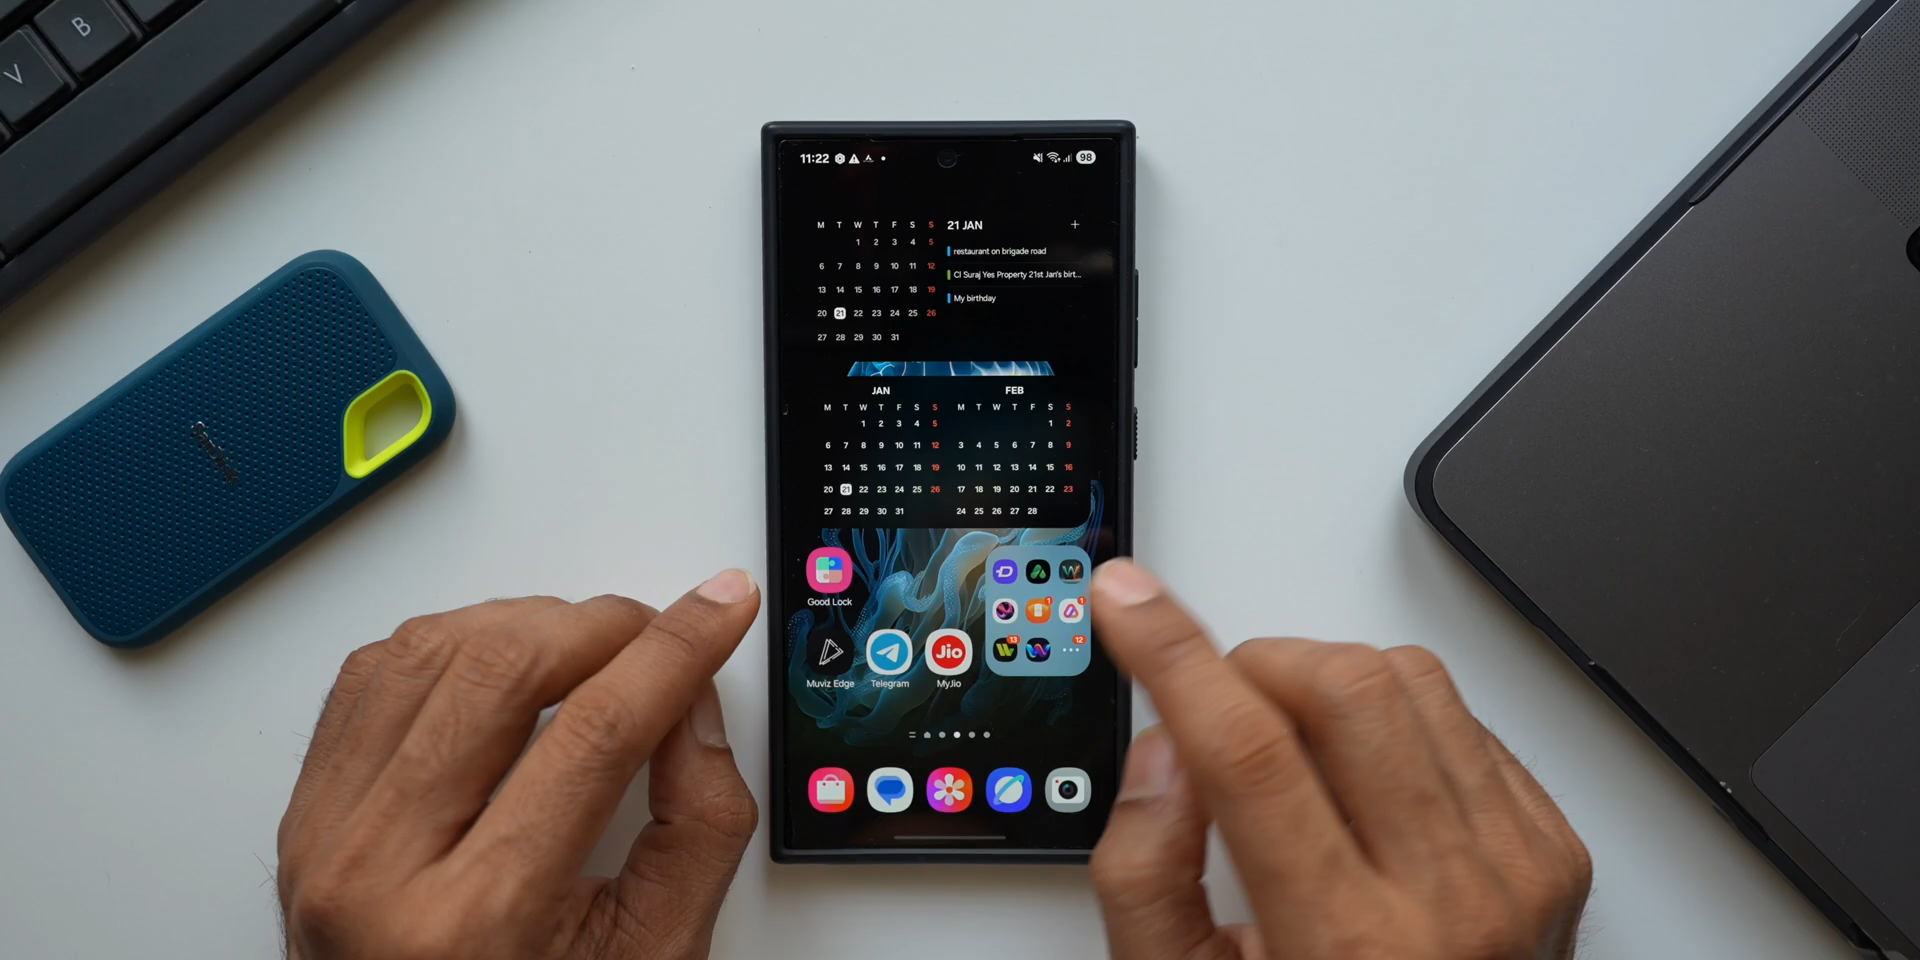 B
V
11:22
98
M T W T F S S
21 JAN
+
1 2 3 4 5
restaurant on brigade road
6 7 8 9 10 11 12
Cl Suraj Yes Property 21st Jan's birt...
13 14 15 16 17 18 19
My birthday
20 21 22 23 24 25 26
27 28 29 30 31
JAN
M T W T F S S
1 2 3 4 5
6 7 8 9 10 11 12
13 14 15 16 17 18 19
20 21 22 23 24 25 26
27 28 29 30 31
FEB
M T W T F S S
1 2
3 4 5 6 7 8 9
10 11 12 13 14 15 16
17 18 19 20 21 22 23
24 25 26 27 28
Good Lock
1
1
13
12
Jio
Muviz Edge
Telegram
MyJio
SanDisk